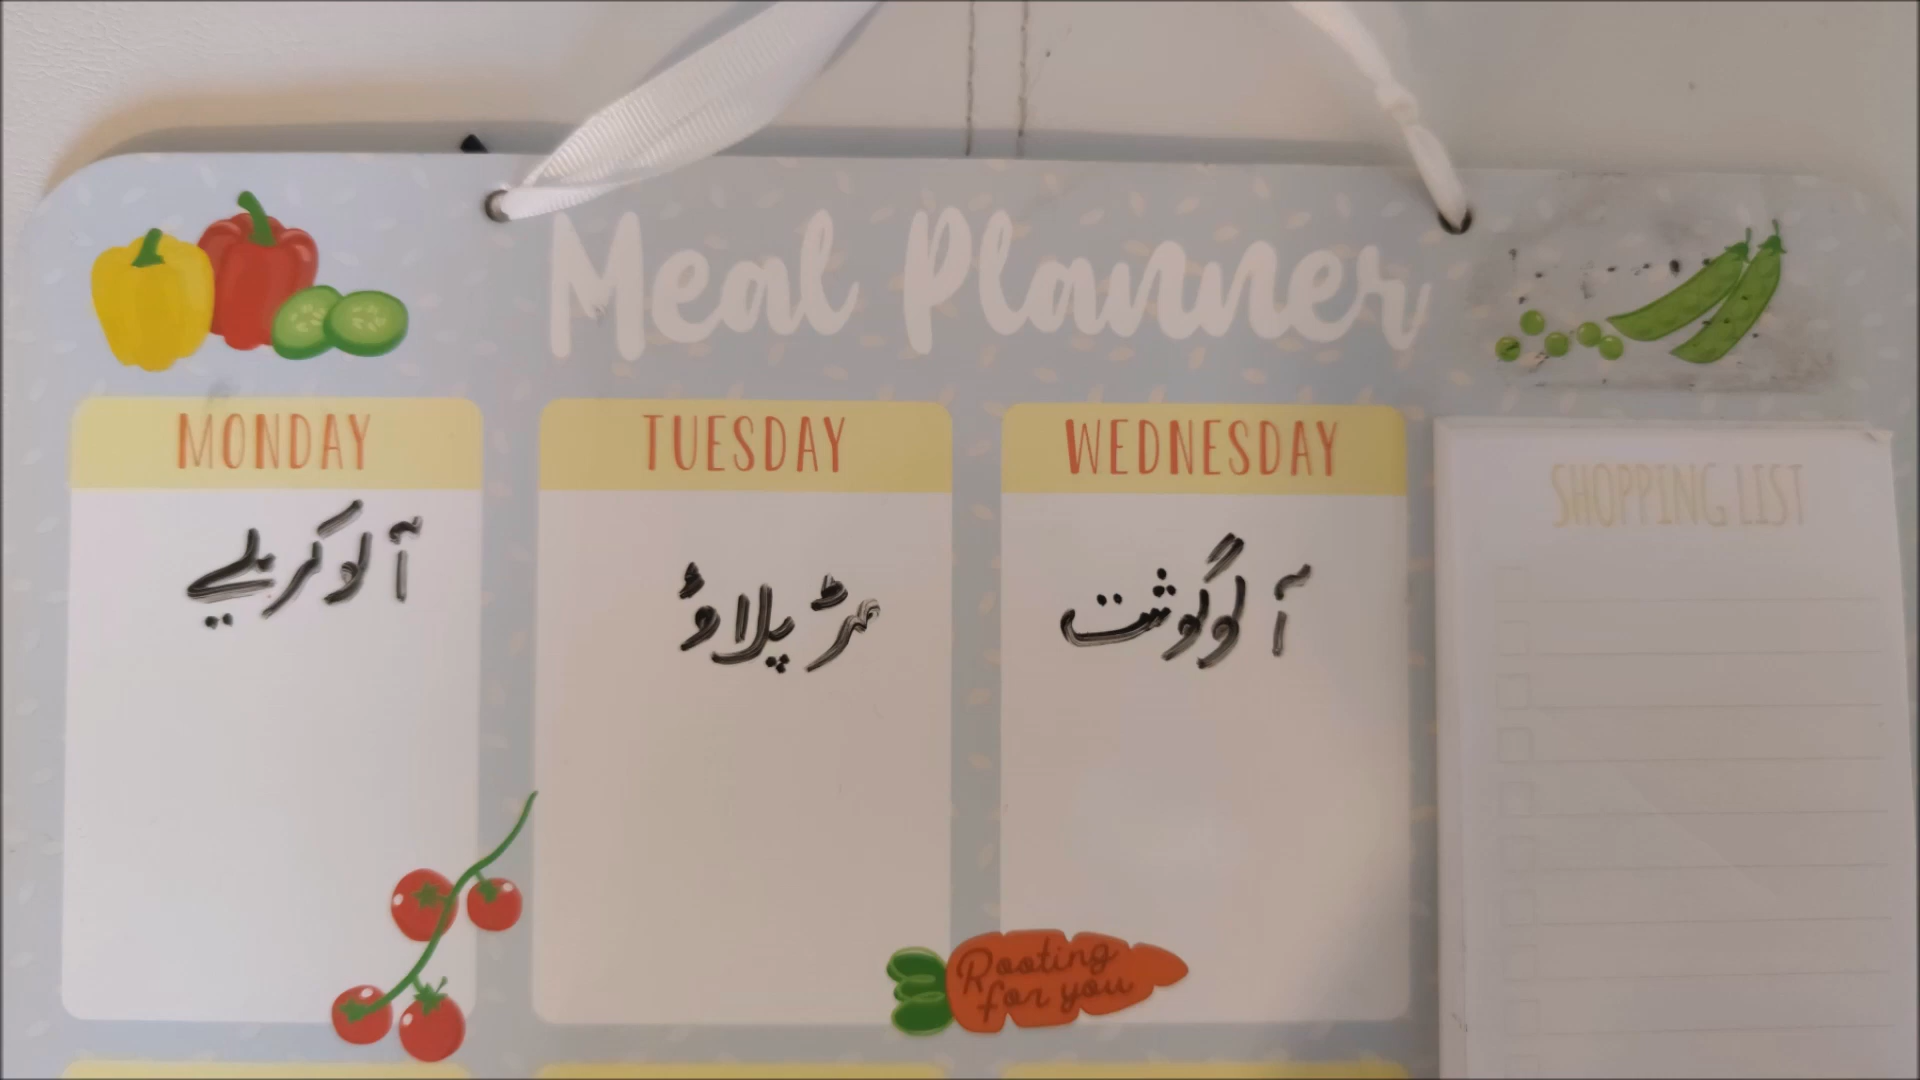 Meal Planner
MONDAY
TUESDAY
WEDNESDAY
SHOPPING LIST
آلو کریلے
مٹر پلاؤ
آلو گوشت
Rooting
for you